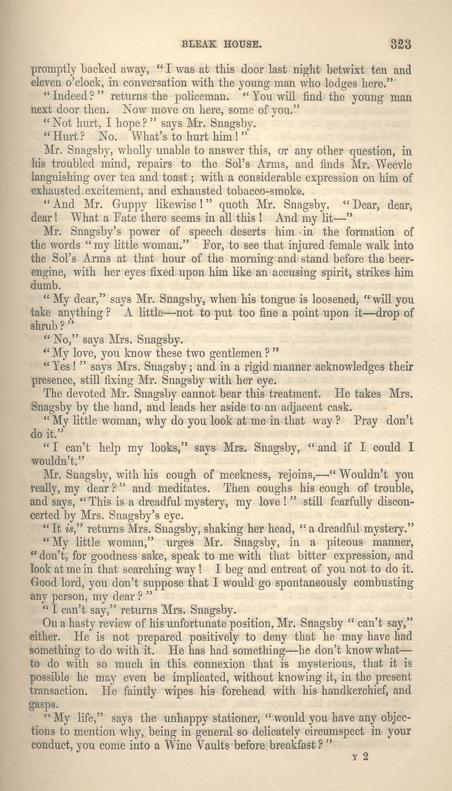 BLEAK HOUSE. 323
promptly backed away, “I was at this door last night betwixt ten and
eleven o'clock, in conversation with the young man who lodges here.”
“Indeed?” returns the policeman. “You will find the young man
next door then. Now move on here, some of you.”
“Not hurt, I hope?” says Mr. Snagsby.
“Hurt? No. What's to hurt him!”
Mr. Snagsby, wholly unable to answer this, or any other question, in
his troubled mind, repairs to the Sol's Arms, and finds Mr. Weevle
languishing over tea and toast; with a considerable expression on him of
exhausted excitement, and exhausted tobacco-smoke.
“And Mr. Guppy likewise!” quoth Mr. Snagsby. “Dear, dear,
dear! What a Fate there seems in all this! And my lit—”
Mr. Snagsby's power of speech deserts him in the formation of
the words “my little woman.” For, to see that injured female walk into
the Sol's Arms at that hour of the morning and stand before the beer-
engine, with her eyes fixed upon him like an accusing spirit, strikes him
dumb.
“My dear,” says Mr. Snagsby, when his tongue is loosened, “will you
take anything? A little—not to put too fine a point upon it—drop of
shrub?”
“No,” says Mrs. Snagsby.
“My love, you know these two gentlemen?”
“Yes!” says Mrs. Snagsby; and in a rigid manner acknowledges their
presence, still fixing Mr. Snagsby with her eye.
The devoted Mr. Snagsby cannot bear this treatment. He takes Mrs.
Snagsby by the hand, and leads her aside to an adjacent cask.
“My little woman, why do you look at me in that way? Pray don't
do it.”
“I can't help my looks,” says Mrs. Snagsby, “and if I could I
wouldn't.”
Mr. Snagsby, with his cough of meekness, rejoins,—“Wouldn't you
really, my dear?” and meditates. Then coughs his cough of trouble,
and says, “This is a dreadful mystery, my love!” still fearfully discon-
certed by Mrs. Snagsby's eye.
“It is,” returns Mrs. Snagsby, shaking her head, “a dreadful mystery.”
“My little woman,” urges Mr. Snagsby, in a piteous manner,
“don't, for goodness sake, speak to me with that bitter expression, and
look at me in that searching way! I beg and entreat of you not to do it.
Good lord, you don't suppose that I would go spontaneously combusting
any person, my dear?”
“I can't say,” returns Mrs. Snagsby.
On a hasty review of his unfortunate position, Mr. Snagsby “can't say,”
either. He is not prepared positively to deny that he may have had
something to do with it. He has had something—he don't know what—
to do with so much in this connexion that is mysterious, that it is
possible he may even be implicated, without knowing it, in the present
transaction. He faintly wipes his forehead with his handkerchief, and
gasps.
“My life,” says the unhappy stationer, “would you have any objec-
tions to mention why, being in general so delicately circumspect in your
conduct, you come into a Wine Vaults before breakfast?”
Y 2